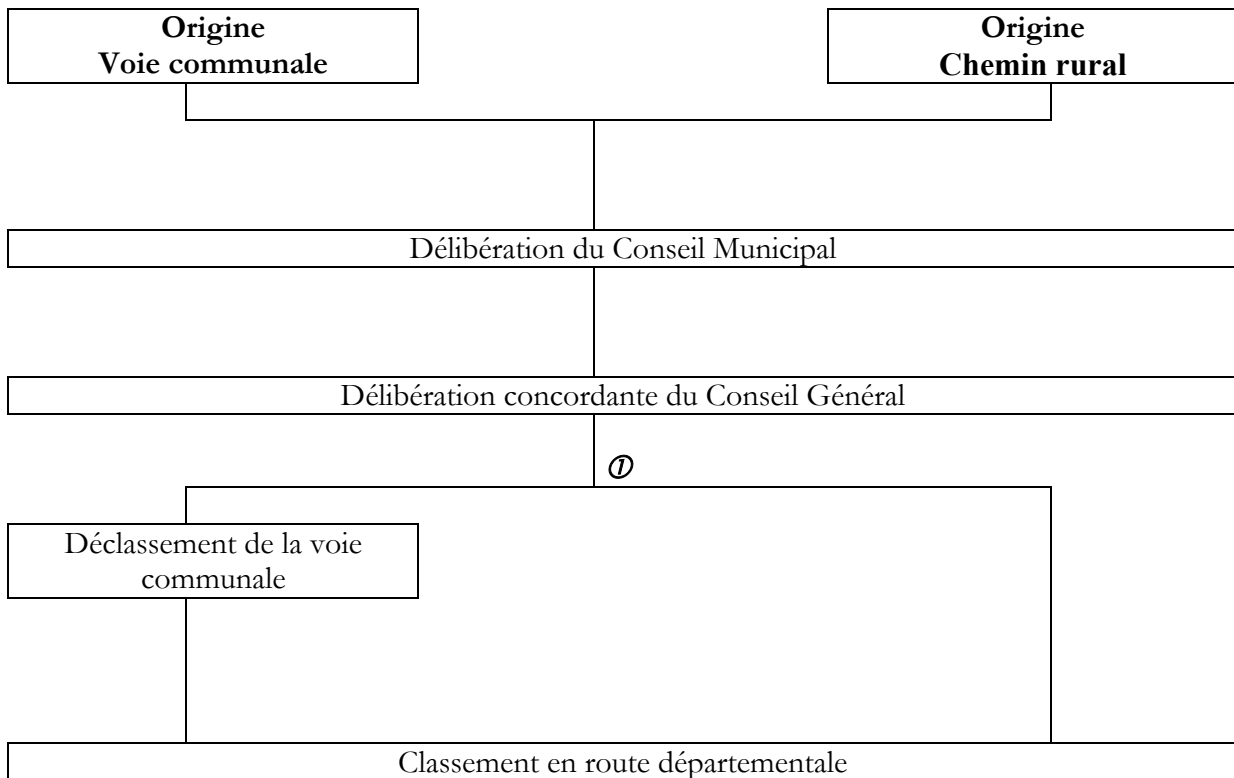 Origine
Voie communale
Origine
Chemin rural
Délibération du Conseil Municipal
Délibération concordante du Conseil Général
①
Déclassement de la voie
communale
Classement en route départementale